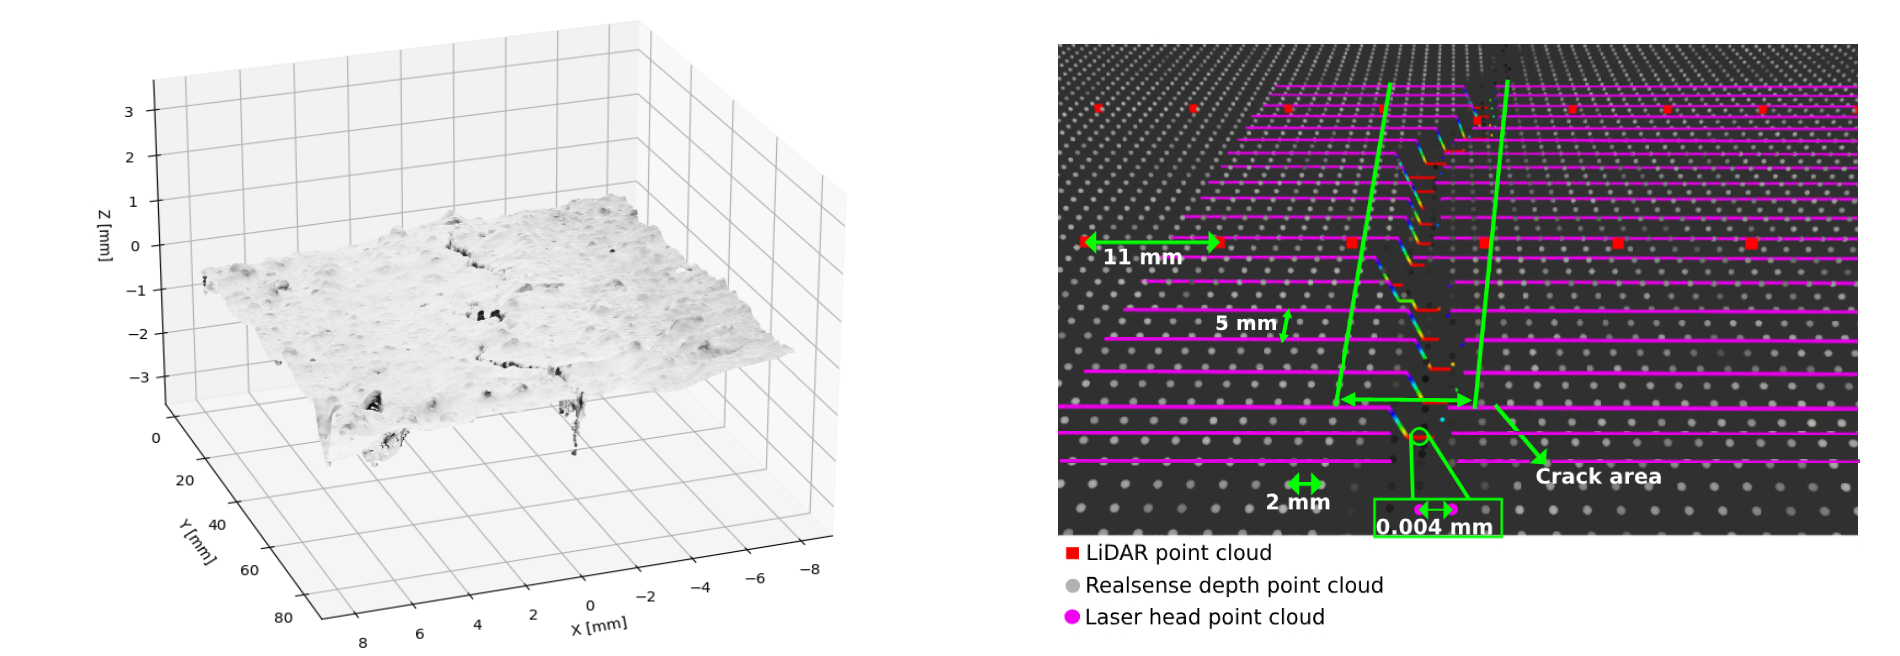 3
2
1
0
−1
−2
−3
Z [mm]
0
20
40
60
80
Y [mm]
8
6
4
2
0
−2
−4
−6
−8
X [mm]
11 mm
5 mm
Crack area
2 mm
0.004 mm
LiDAR point cloud
Realsense depth point cloud
Laser head point cloud